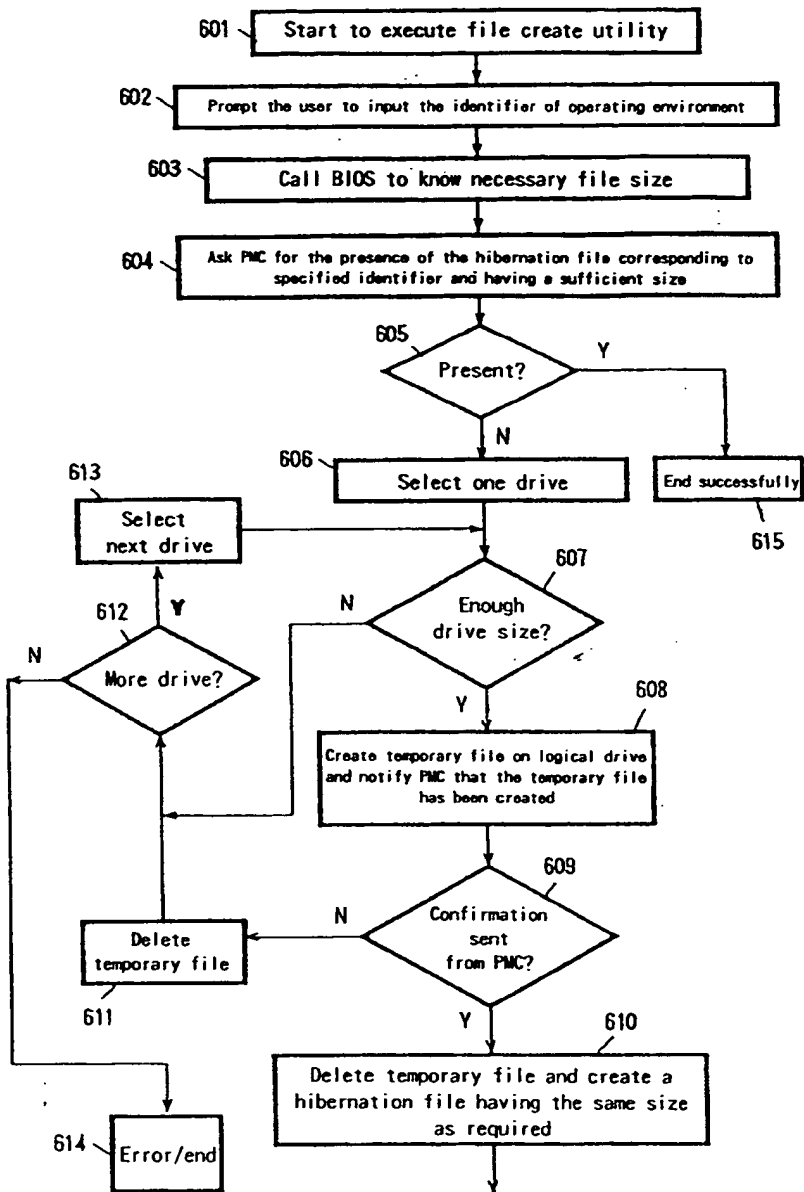 601
Start to execute file create utility
602
Prompt the user to input the identifier of operating environment
603
Call BIOS to know necessary file size
604
Ask PMC for the presence of the hibernation file corresponding to
specified identifier and having a sufficient size
605
Present?
Y
N
606
Select one drive
End successfully
615
613
Select
next drive
607
Enough
drive size?
N
Y
612
More drive?
Y
N
608
Create temporary file on logical drive
and notify PMC that the temporary file
has been created
609
Confirmation
sent
from PMC?
N
Y
Delete
temporary file
611
610
Delete temporary file and create a
hibernation file having the same size
as required
614
Error/end